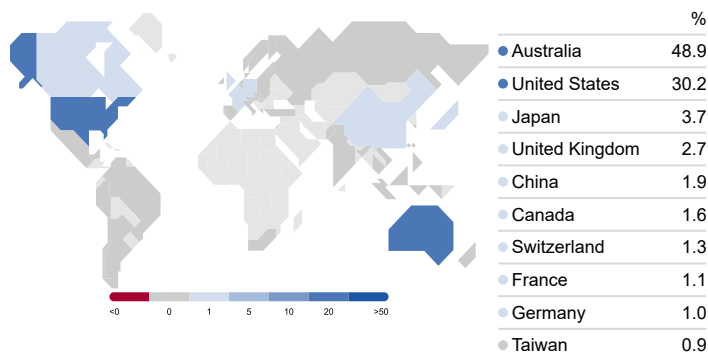 %
Australia 48.9
United States 30.2
Japan 3.7
United Kingdom 2.7
China 1.9
Canada 1.6
Switzerland 1.3
France 1.1
Germany 1.0
Taiwan 0.9
<0 0 1 5 10 20 >50